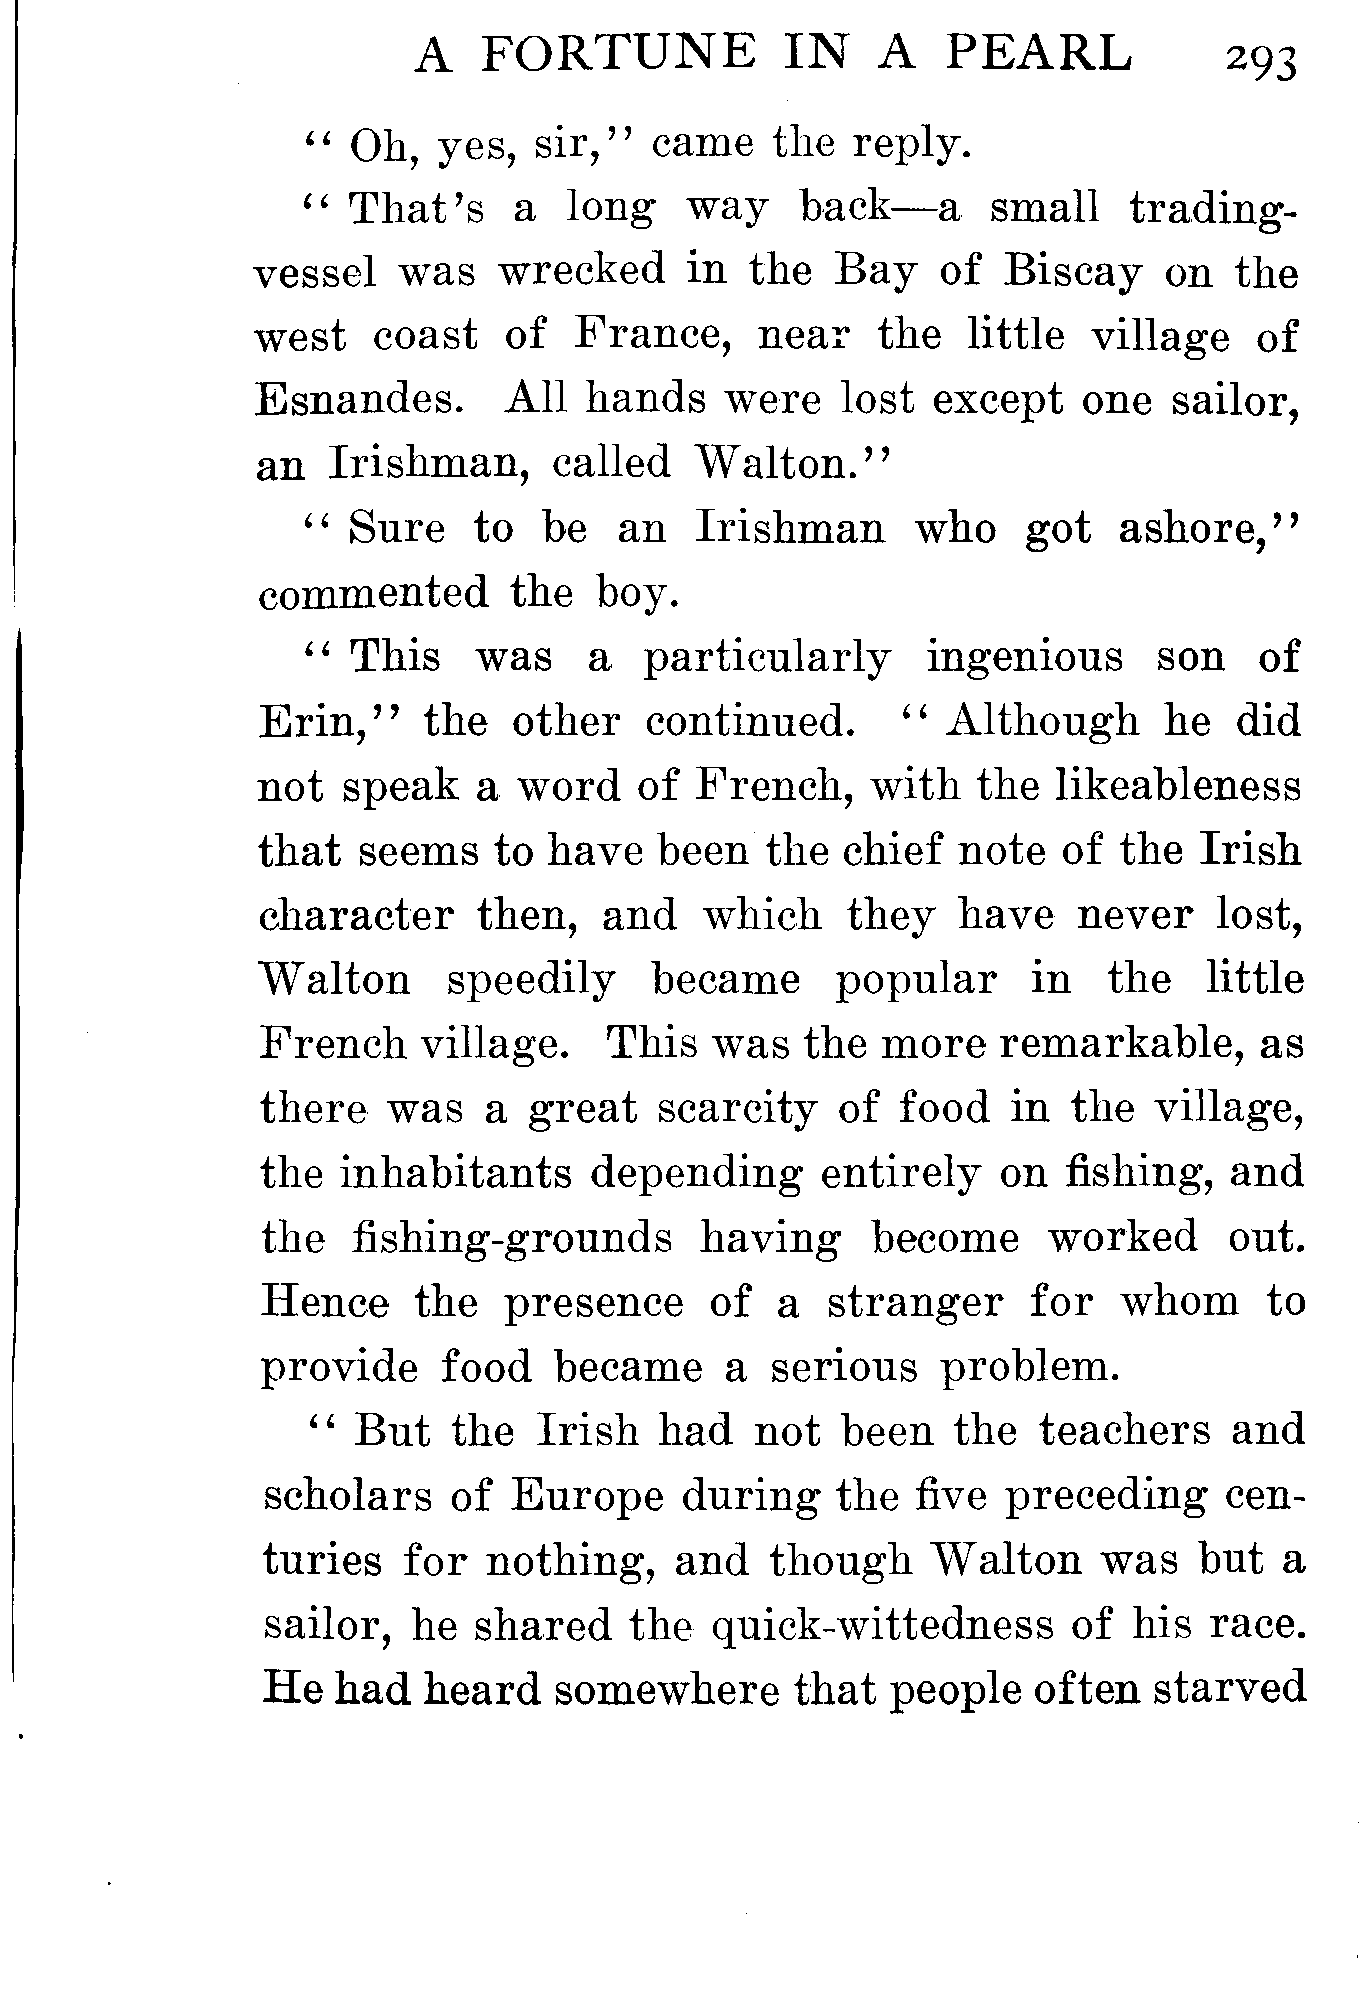 A FORTUNE IN A PEARL 293
“ Oh, yes, sir,” came the reply.
“ That’s a long way back—a small trading-
vessel was wrecked in the Bay of Biscay on the
west coast of France, near the little village of
Esnandes. All hands were lost except one sailor,
an Irishman, called Walton.”
“ Sure to be an Irishman who got ashore,”
commented the boy.
“ This was a particularly ingenious son of
Erin,” the other continued. “ Although he did
not speak a word of French, with the likeableness
that seems to have been the chief note of the Irish
character then, and which they have never lost,
Walton speedily became popular in the little
French village. This was the more remarkable, as
there was a great scarcity of food in the village,
the inhabitants depending entirely on fishing, and
the fishing-grounds having become worked out.
Hence the presence of a stranger for whom to
provide food became a serious problem.
“ But the Irish had not been the teachers and
scholars of Europe during the five preceding cen-
turies for nothing, and though Walton was but a
sailor, he shared the quick-wittedness of his race.
He had heard somewhere that people often starved